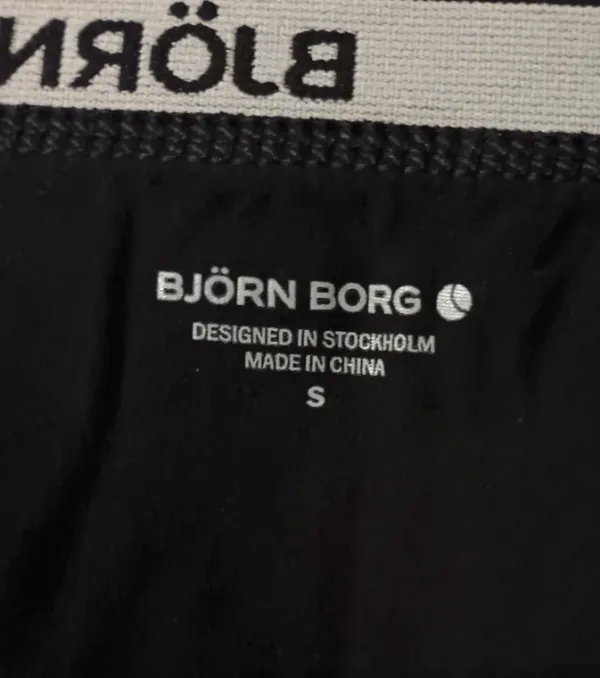 BJÖRN
BJÖRN BORG
DESIGNED IN STOCKHOLM
MADE IN CHINA
S